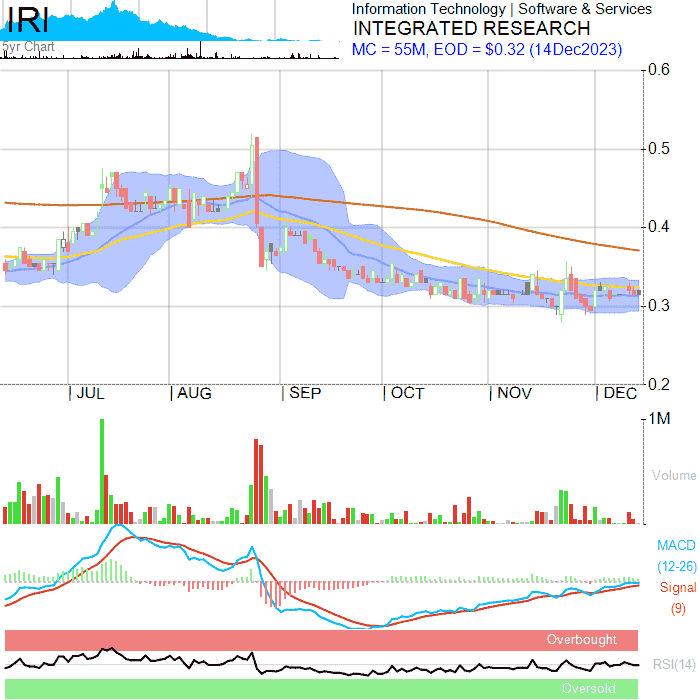 IRI
5yr Chart
Information Technology | Software & Services
INTEGRATED RESEARCH
MC = 55M, EOD = $0.32 (14Dec2023)
0.6
0.5
0.4
0.3
0.2
JUL AUG SEP OCT NOV DEC
1M
Volume
MACD
(12-26)
Signal
(9)
Overbought
RSI(14)
Oversold